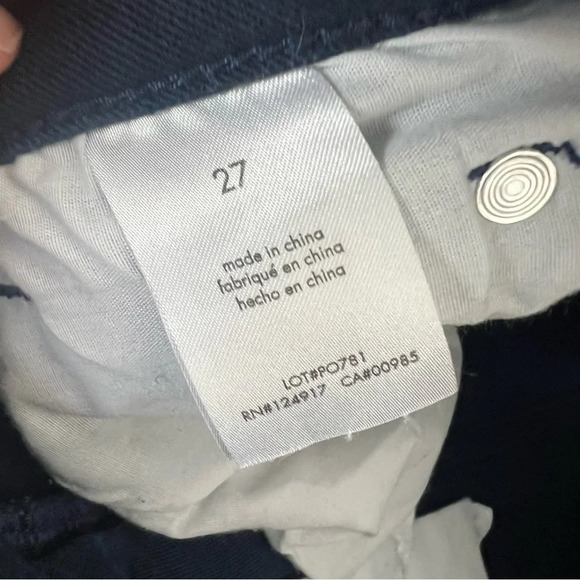 27
made in china
fabriqué en china
hecho en china
LOT#PO781
RN#124917 CA#00985